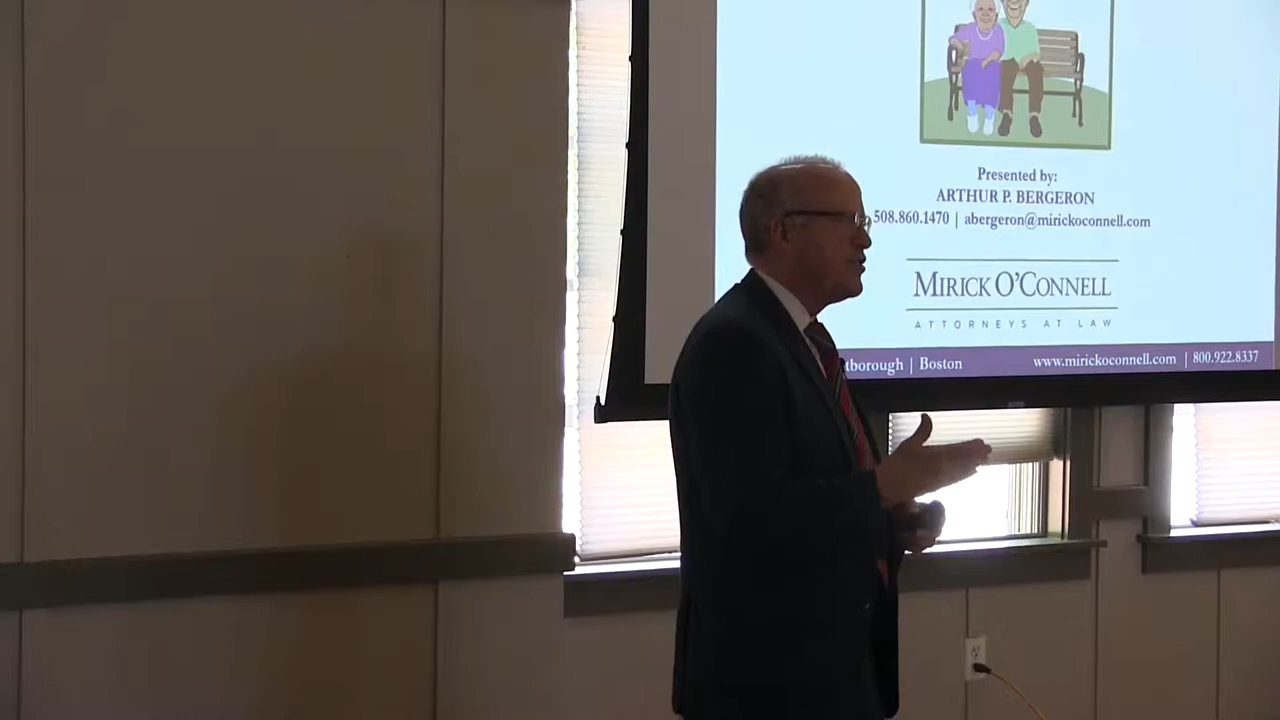 Presented by:
ARTHUR P. BERGERON
508.860.1470 | abergeron@mirickoconnell.com
MIRICK O'CONNELL
ATTORNEYS AT LAW
tborough | Boston
www.mirickoconnell.com | 800.922.8337